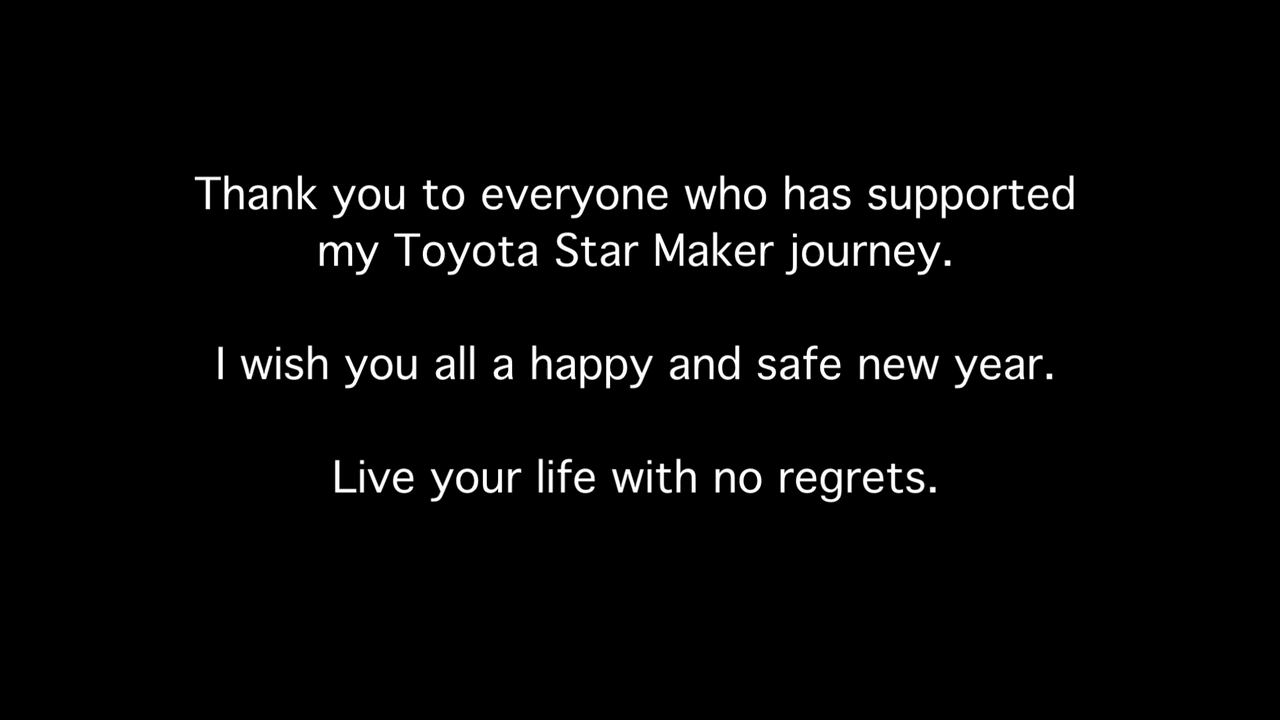 Thank you to everyone who has supported
my Toyota Star Maker journey.
I wish you all a happy and safe new year.
Live your life with no regrets.